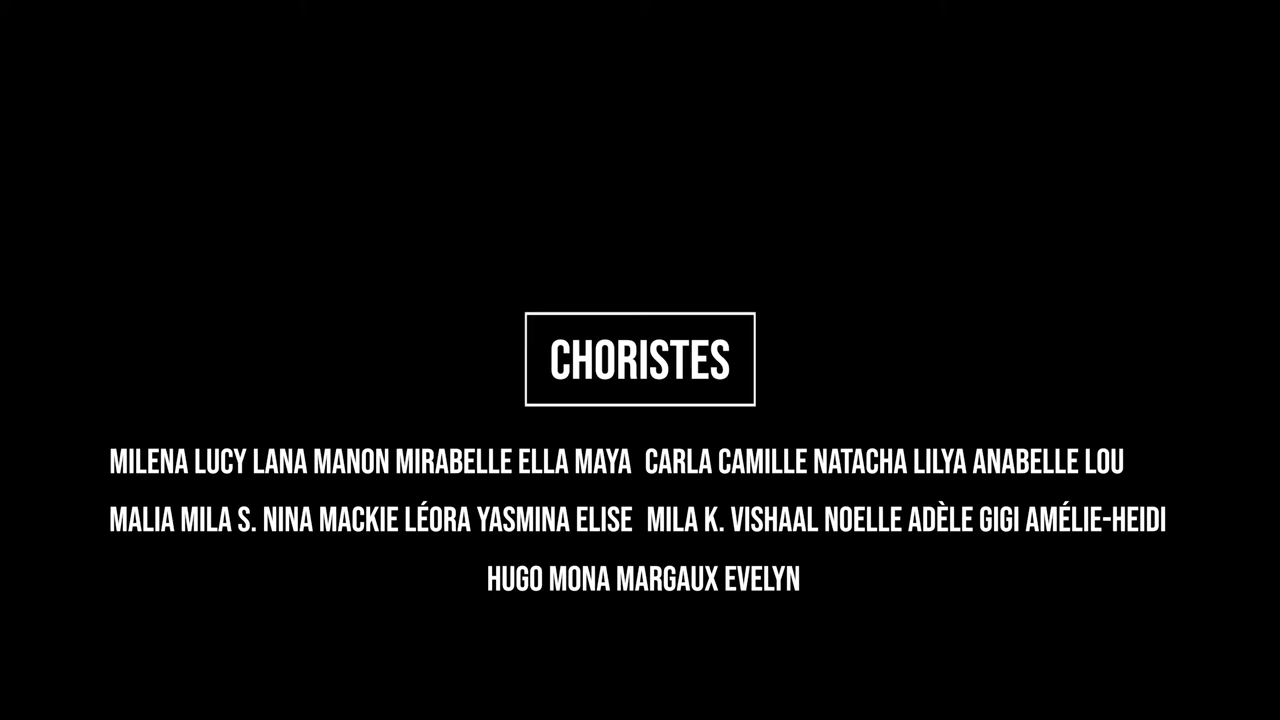 CHORISTES
MILENA LUCY LANA MANON MIRABELLE ELLA MAYA CARLA CAMILLE NATACHA LILYA ANABELLE LOU
MALIA MILA S. NINA MACKIE LÉORA YASMINA ELISE MILA K. VISHAAL NOELLE ADÈLE GIGI AMÉLIE-HEIDI
HUGO MONA MARGAUX EVELYN